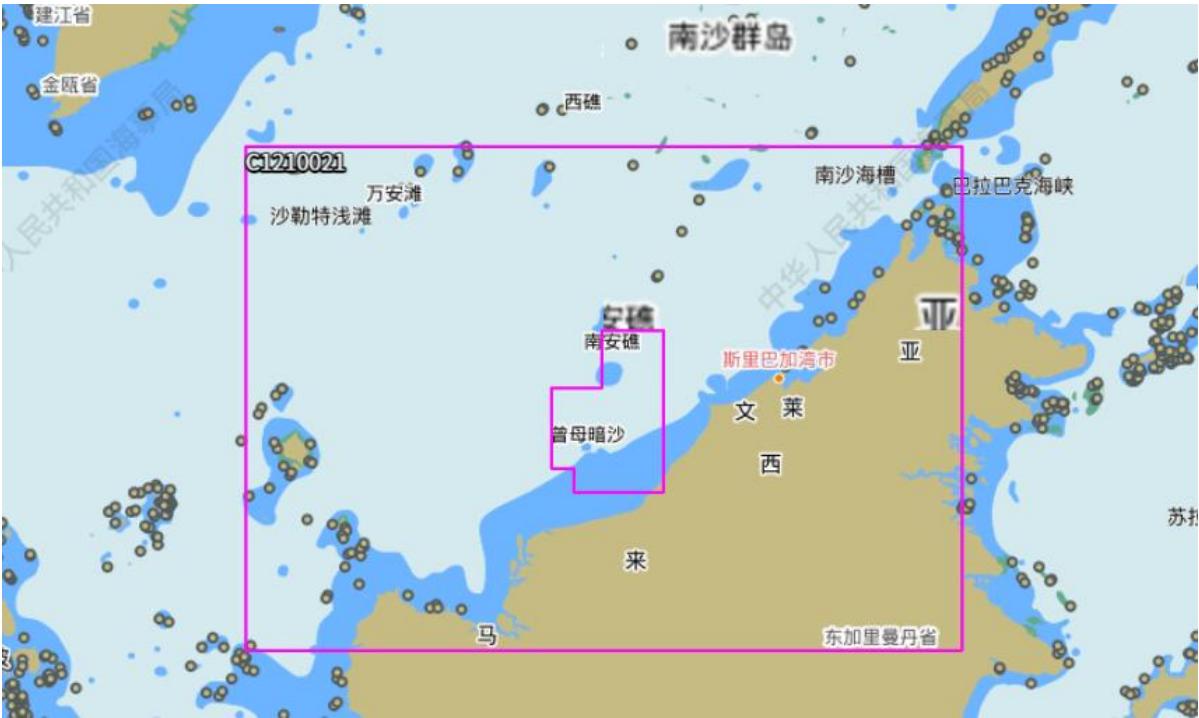 建江省
南沙群岛
金瓯省
西礁
中华人民共和国海事局
人民共和国海事局
C1210021
南沙海槽
巴拉巴克海峡
万安滩
沙勒特浅滩
安礁
亚
南安礁
斯里巴加湾市
亚
文 莱
曾母暗沙
西
苏拉
来
马
东加里曼丹省